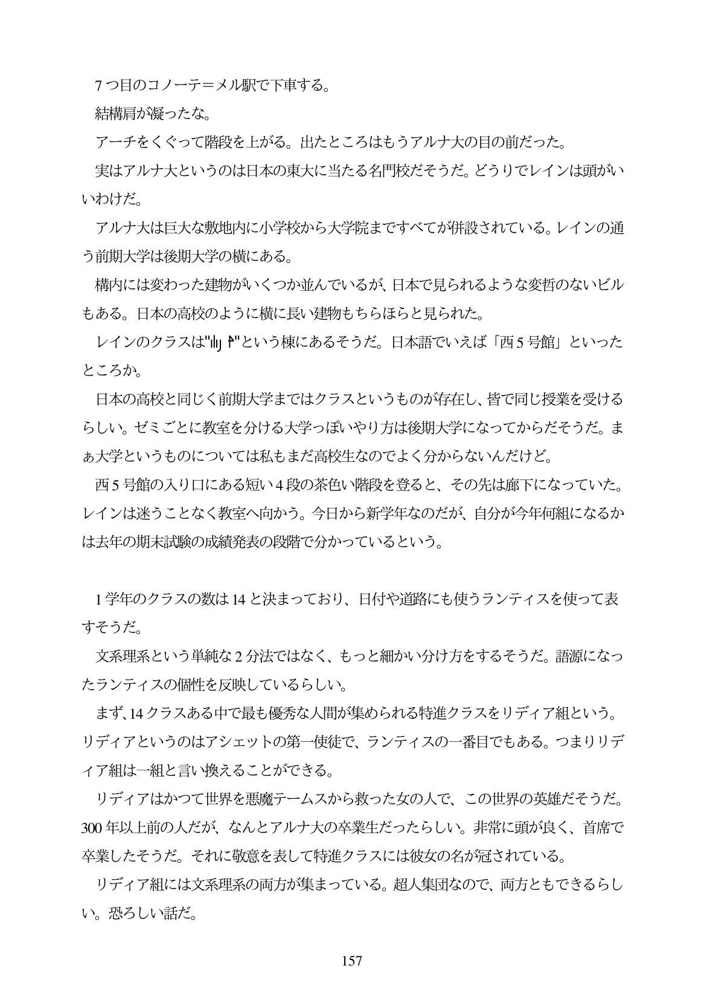 7つ目のコノーテ＝メル駅で下車する。
結構肩が凝ったな。
アーチをくぐって階段を上がる。出たところはもうアルナ大の目の前だった。
実はアルナ大というのは日本の東大に当たる名門校だそうだ。どうりでレインは頭がい
いわけだ。
アルナ大は巨大な敷地内に小学校から大学院まですべてが併設されている。レインの通
う前期大学は後期大学の横にある。
構内には変わった建物がいくつか並んでいるが、日本で見られるような変哲のないビル
もある。日本の高校のように横に長い建物もちらほらと見られた。
レインのクラスは""という棟にあるそうだ。日本語でいえば「西5号館」といった
ところか。
日本の高校と同じく前期大学まではクラスというものが存在し、皆で同じ授業を受ける
らしい。ゼミごとに教室を分ける大学っぽいやり方は後期大学になってからだそうだ。ま
ぁ大学というものについては私もまだ高校生なのでよく分からないんだけど。
西5号館の入り口にある短い4段の茶色い階段を登ると、その先は廊下になっていた。
レインは迷うことなく教室へ向かう。今日から新学年なのだが、自分が今年何組になるか
は去年の期末試験の成績発表の段階で分かっているという。
1学年のクラスの数は14と決まっており、日付や道路にも使うランティスを使って表
すそうだ。
文系理系という単純な2分法ではなく、もっと細かい分け方をするそうだ。語源になっ
たランティスの個性を反映しているらしい。
まず、14クラスある中で最も優秀な人間が集められる特進クラスをリディア組という。
リディアというのはアシェットの第一使徒で、ランティスの一番目でもある。つまりリデ
ィア組は一組と言い換えることができる。
リディアはかつて世界を悪魔テームスから救った女の人で、この世界の英雄だそうだ。
300年以上前の人だが、なんとアルナ大の卒業生だったらしい。非常に頭が良く、首席で
卒業したそうだ。それに敬意を表して特進クラスには彼女の名が冠されている。
リディア組には文系理系の両方が集まっている。超人集団なので、両方ともできるらし
い。恐ろしい話だ。
157